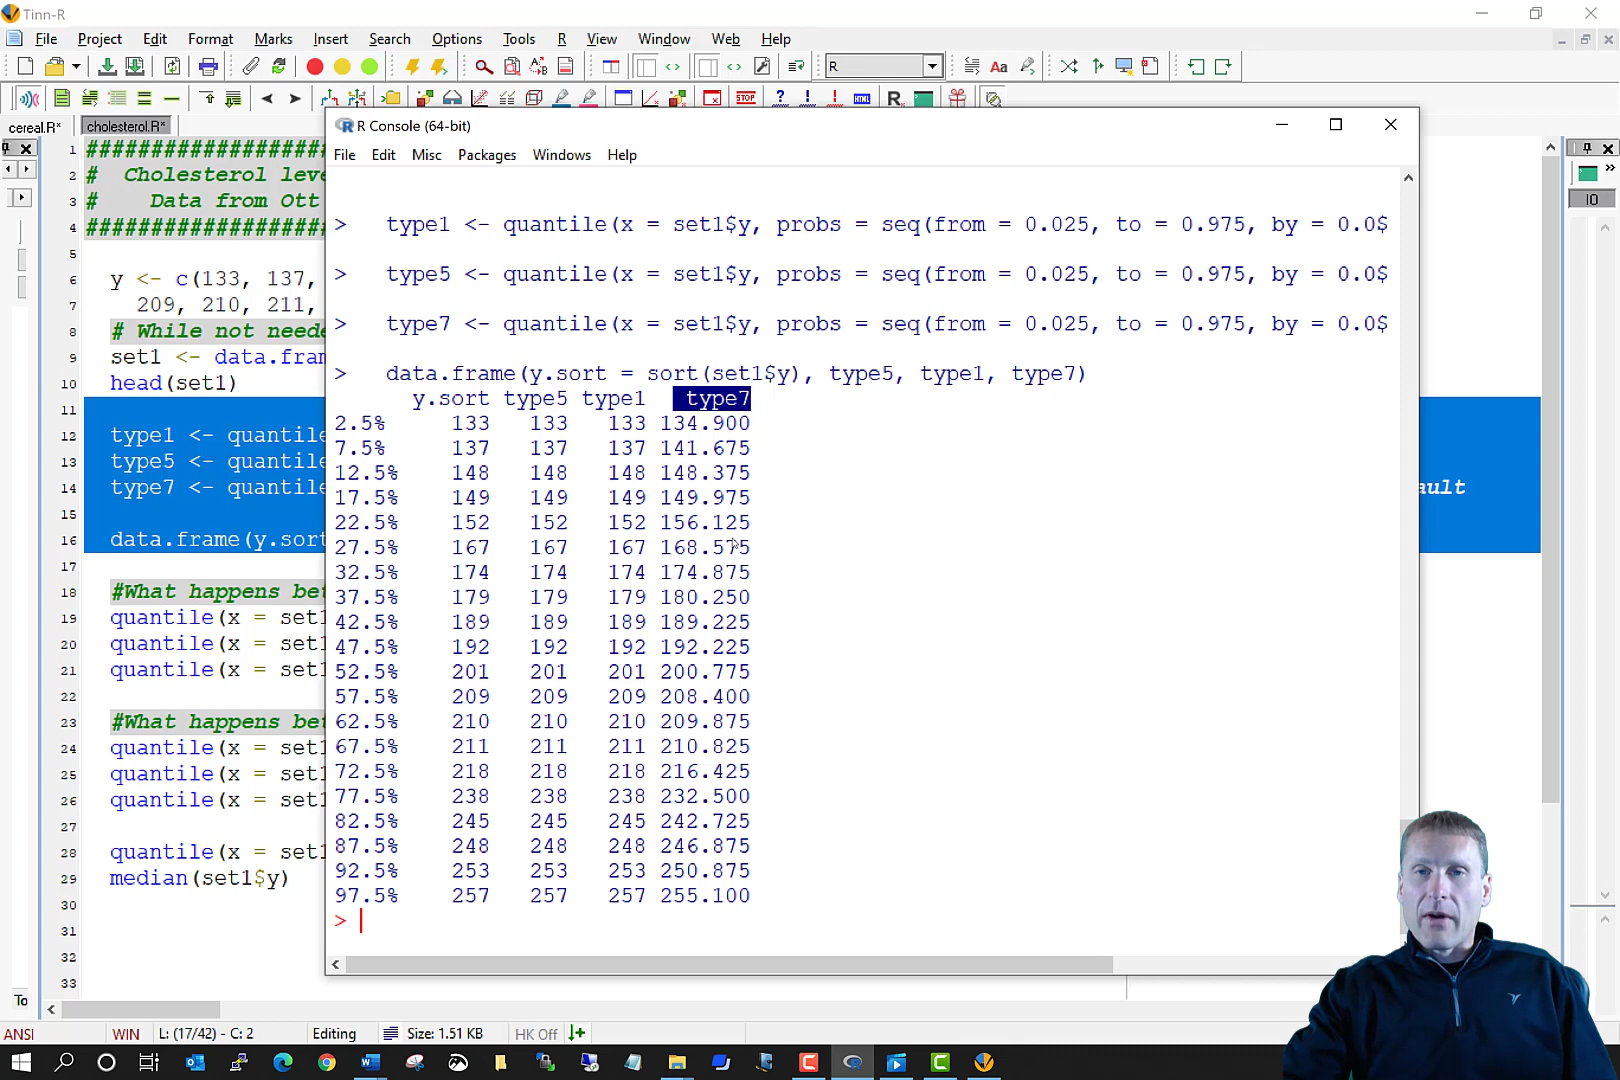 Tinn-R
File Project Edit Format Marks Insert Search Options Tools R View Window Web Help
R
cereal.R* cholesterol.R*
R Console (64-bit)
File Edit Misc Packages Windows Help
1 ####################
2 # Cholesterol leve
3 # Data from Ott
4 ####################
5
6 y <- c(133, 137,
7 209, 210, 211,
8 # While not neede
9 set1 <- data.fram
10 head(set1)
11
12 type1 <- quantile
13 type5 <- quantile
14 type7 <- quantile
15
16 data.frame(y.sort
17
18 #What happens bet
19 quantile(x = set1
20 quantile(x = set1
21 quantile(x = set1
22
23 #What happens bet
24 quantile(x = set1
25 quantile(x = set1
26 quantile(x = set1
27
28 quantile(x = set1
29 median(set1$y)
30
31
32
33
> type1 <- quantile(x = set1$y, probs = seq(from = 0.025, to = 0.975, by = 0.0$
> type5 <- quantile(x = set1$y, probs = seq(from = 0.025, to = 0.975, by = 0.0$
> type7 <- quantile(x = set1$y, probs = seq(from = 0.025, to = 0.975, by = 0.0$
> data.frame(y.sort = sort(set1$y), type5, type1, type7)
y.sort type5 type1 type7
2.5% 133 133 133 134.900
7.5% 137 137 137 141.675
12.5% 148 148 148 148.375
17.5% 149 149 149 149.975
22.5% 152 152 152 156.125
27.5% 167 167 167 168.575
32.5% 174 174 174 174.875
37.5% 179 179 179 180.250
42.5% 189 189 189 189.225
47.5% 192 192 192 192.225
52.5% 201 201 201 200.775
57.5% 209 209 209 208.400
62.5% 210 210 210 209.875
67.5% 211 211 211 210.825
72.5% 218 218 218 216.425
77.5% 238 238 238 232.500
82.5% 245 245 245 242.725
87.5% 248 248 248 246.875
92.5% 253 253 253 250.875
97.5% 257 257 257 255.100
>
ault
IO
To
ANSI WIN L: (17/42) - C: 2 Editing Size: 1.51 KB HK Off